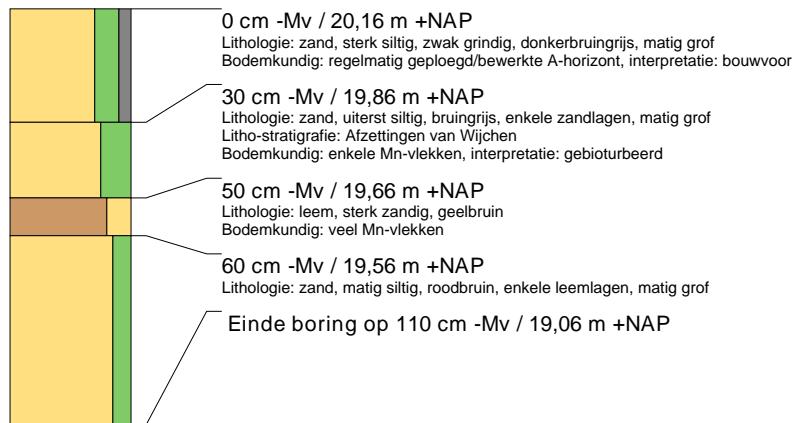 0 cm -Mv / 20,16 m +NAP
Lithologie: zand, sterk siltig, zwak grindig, donkerbruingrijs, matig grof
Bodemkundig: regelmatig geploegd/bewerkte A-horizont, interpretatie: bouwvoor
30 cm -Mv / 19,86 m +NAP
Lithologie: zand, uiterst siltig, bruingrijs, enkele zandlagen, matig grof
Litho-stratigrafie: Afzettingen van Wijchen
Bodemkundig: enkele Mn-vlekken, interpretatie: gebioturbeerd
50 cm -Mv / 19,66 m +NAP
Lithologie: leem, sterk zandig, geelbruin
Bodemkundig: veel Mn-vlekken
60 cm -Mv / 19,56 m +NAP
Lithologie: zand, matig siltig, roodbruin, enkele leemlagen, matig grof
Einde boring op 110 cm -Mv / 19,06 m +NAP